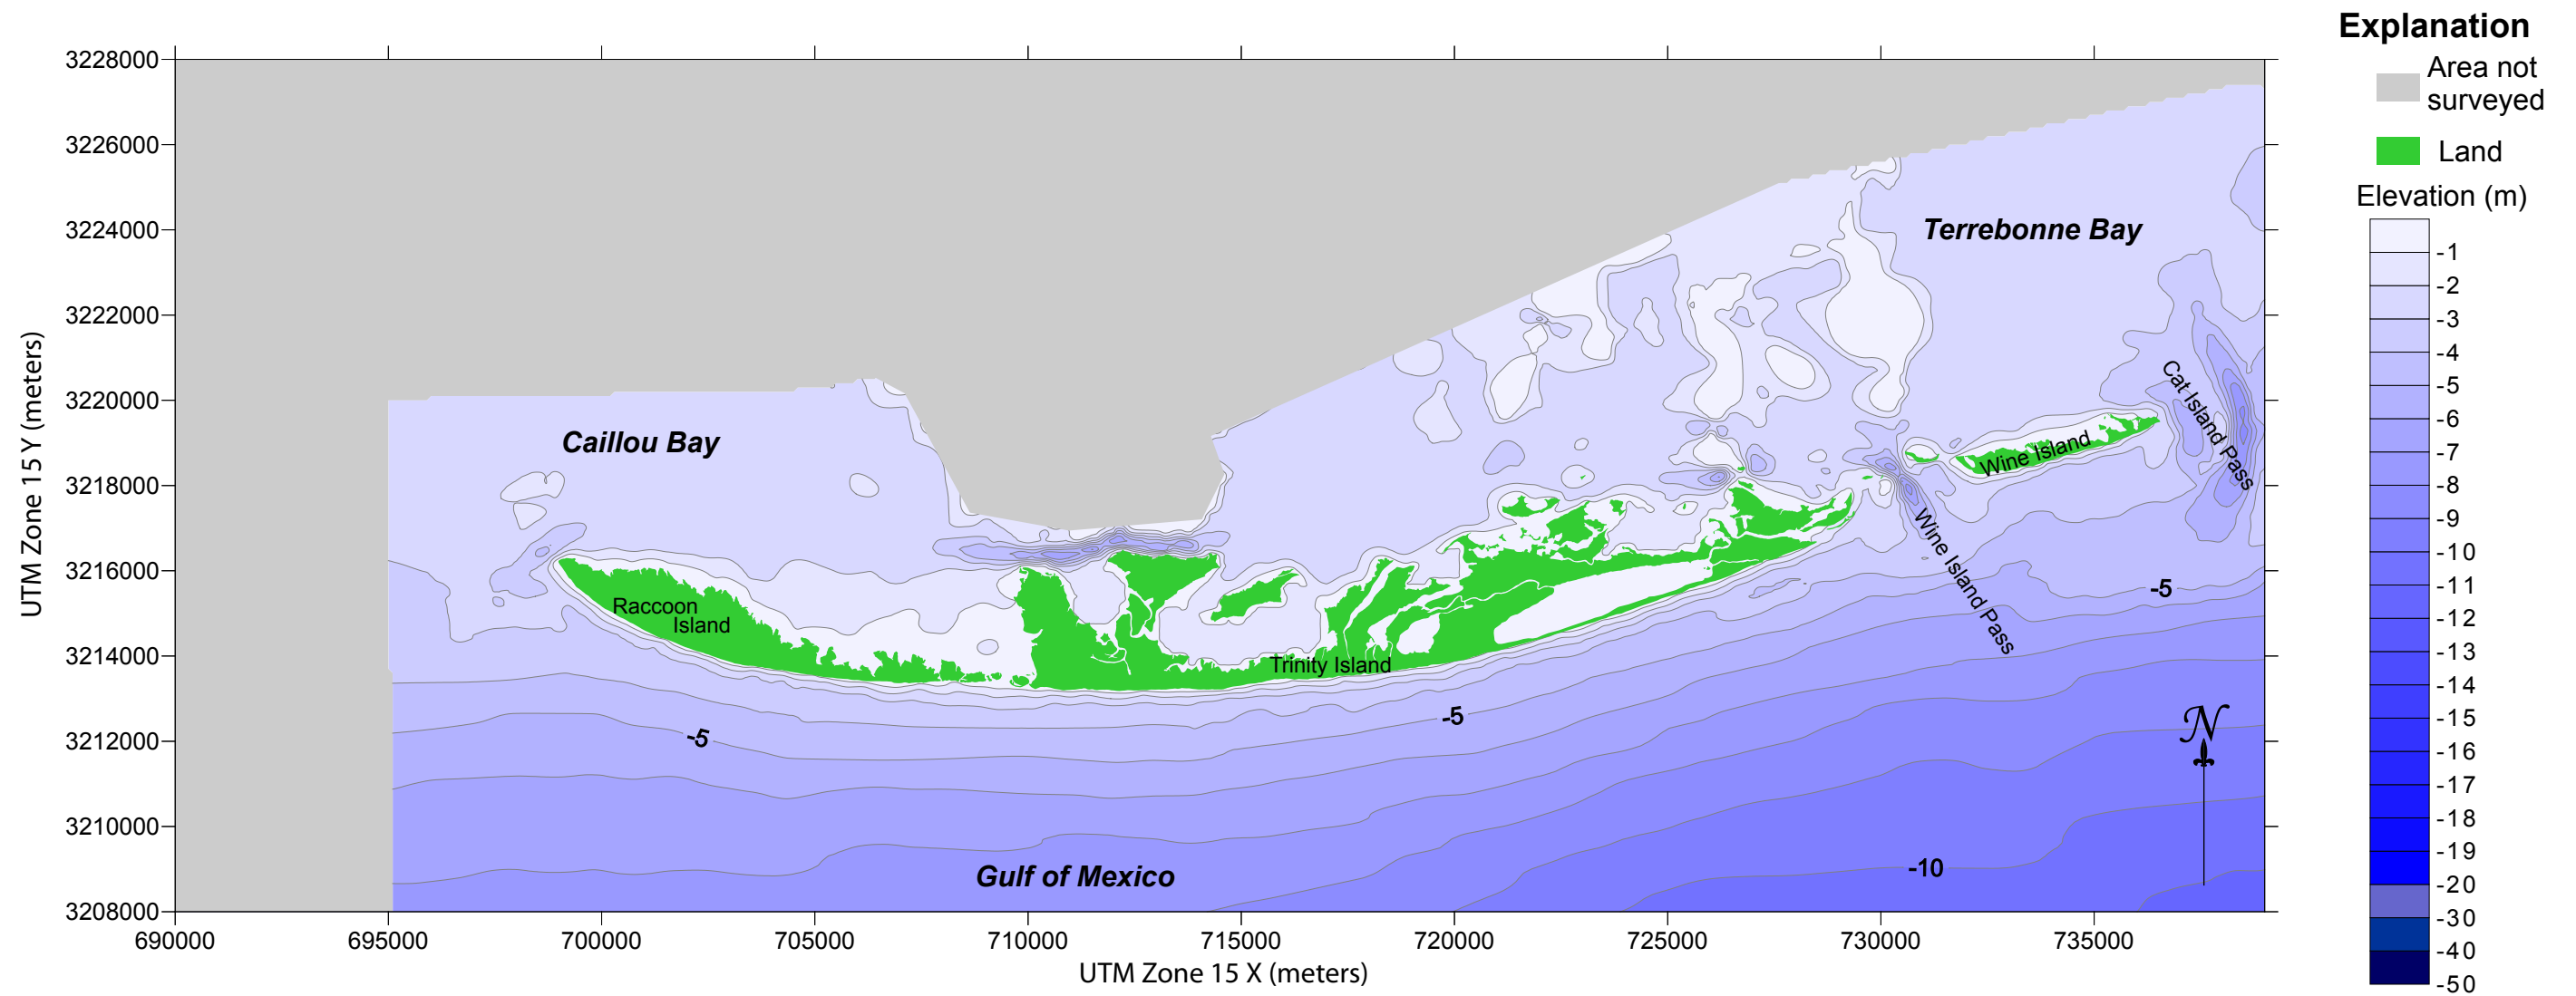 Explanation
Area not
surveyed
Land
Elevation (m)
-1
-2
-3
-4
-5
-6
-7
-8
-9
-10
-11
-12
-13
-14
-15
-16
-17
-18
-19
-20
-30
-40
-50
UTM Zone 15 Y (meters)
3228000
3226000
3224000
3222000
3220000
3218000
3216000
3214000
3212000
3210000
3208000
Terrebonne Bay
Caillou Bay
Cat Island Pass
Wine Island
Wine Island Pass
Raccoon
Island
Trinity Island
-5
-5
-5
N
-10
Gulf of Mexico
690000
695000
700000
705000
710000
715000
720000
725000
730000
735000
UTM Zone 15 X (meters)